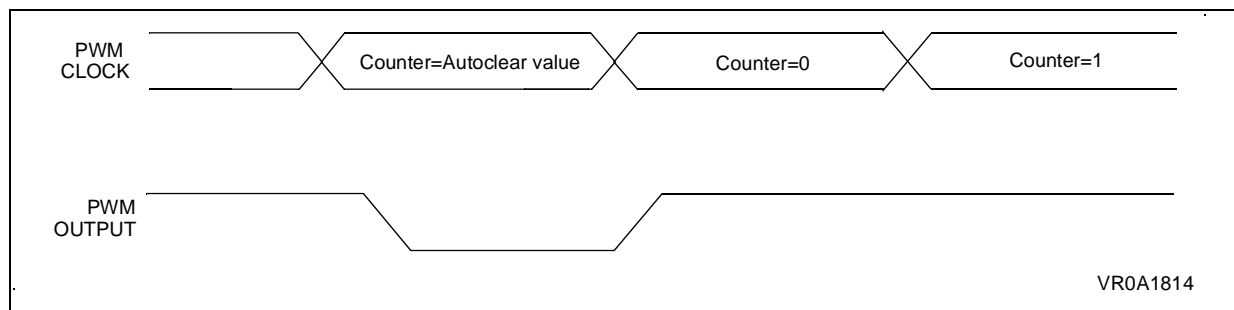 PWM
CLOCK
Counter=Autoclear value
Counter=0
Counter=1
PWM
OUTPUT
VR0A1814